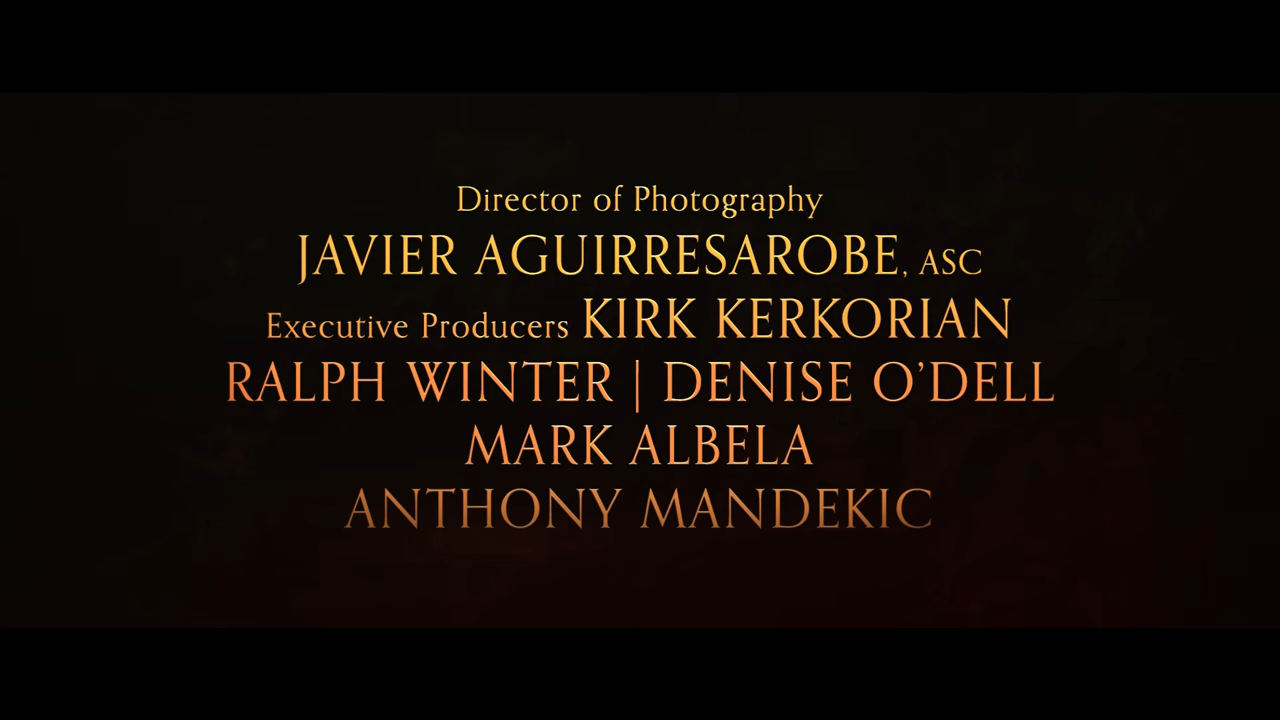 Director of Photography
JAVIER AGUIRRESAROBE, ASC
Executive Producers KIRK KERKORIAN
RALPH WINTER | DENISE O’DELL
MARK ALBELA
ANTHONY MANDEKIC